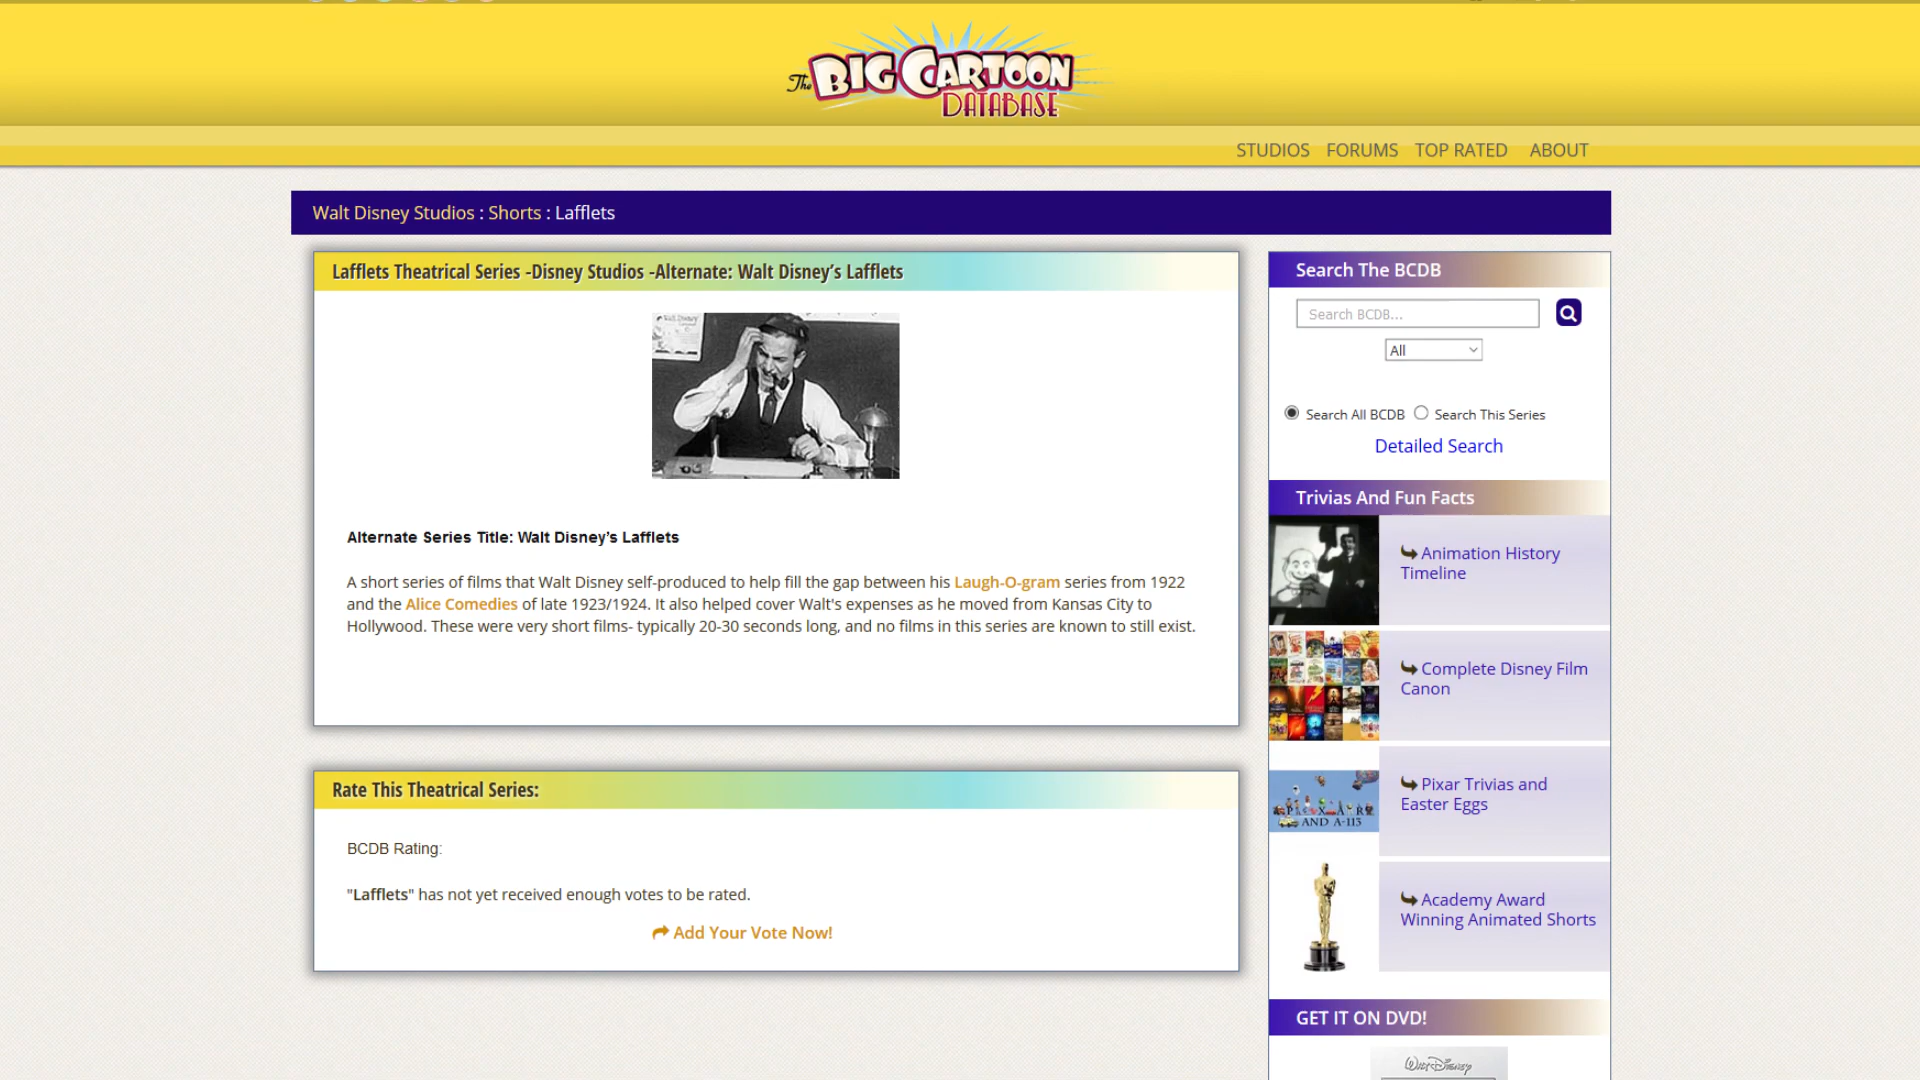 The BIG CARTOON
DATABASE
STUDIOS FORUMS TOP RATED ABOUT
Walt Disney Studios : Shorts : Lafflets
Lafflets Theatrical Series -Disney Studios -Alternate: Walt Disney’s Lafflets
Walt Disney
Alternate Series Title: Walt Disney’s Lafflets
A short series of films that Walt Disney self-produced to help fill the gap between his Laugh-O-gram series from 1922
and the Alice Comedies of late 1923/1924. It also helped cover Walt's expenses as he moved from Kansas City to
Hollywood. These were very short films- typically 20-30 seconds long, and no films in this series are known to still exist.
Rate This Theatrical Series:
BCDB Rating:
"Lafflets" has not yet received enough votes to be rated.
Add Your Vote Now!
Search The BCDB
Search BCDB...
All
Search All BCDB Search This Series
Detailed Search
Trivias And Fun Facts
Animation History
Timeline
Complete Disney Film
Canon
PIXAR
AND A-113
Pixar Trivias and
Easter Eggs
Academy Award
Winning Animated Shorts
GET IT ON DVD!
WALT DISNEY